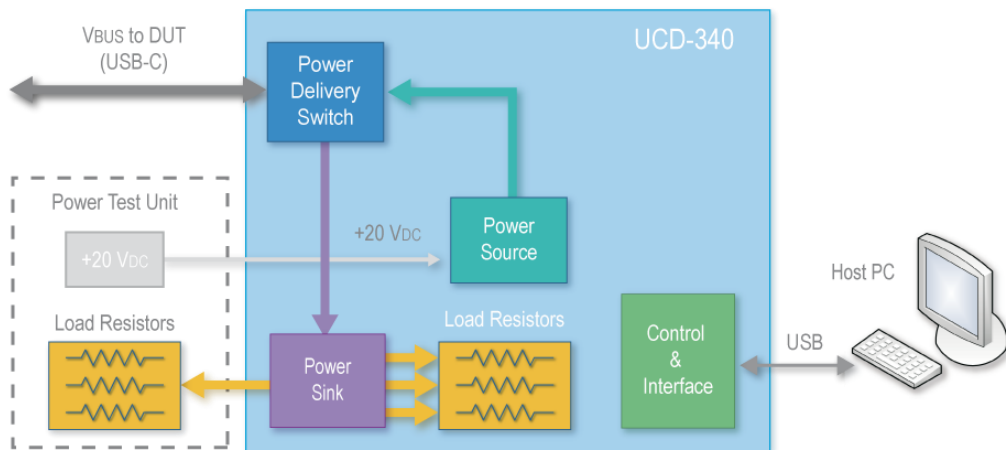 VBUS to DUT
(USB-C)
UCD-340
Power
Delivery
Switch
Power Test Unit
+20 VDC
+20 VDC
Power
Source
Host PC
Load Resistors
Load Resistors
Power
Sink
Control
&
Interface
USB